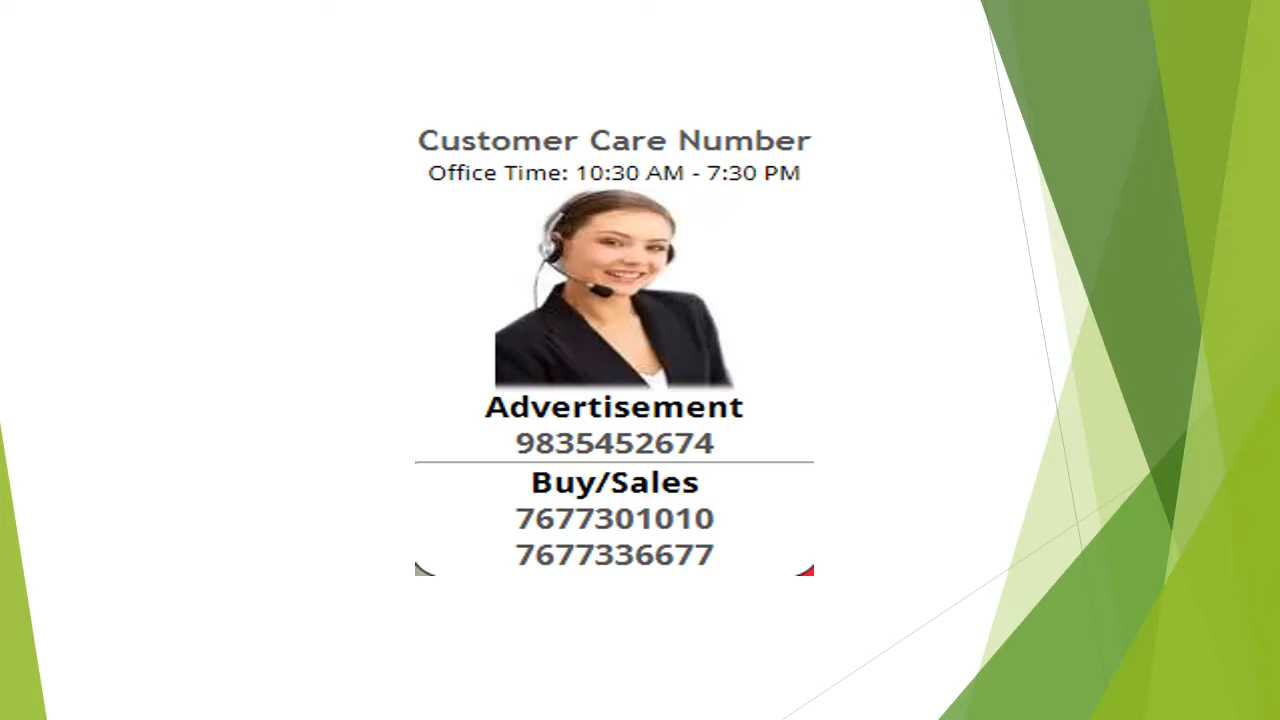 Customer Care Number
Office Time: 10:30 AM - 7:30 PM
Advertisement
9835452674
Buy/Sales
7677301010
7677336677